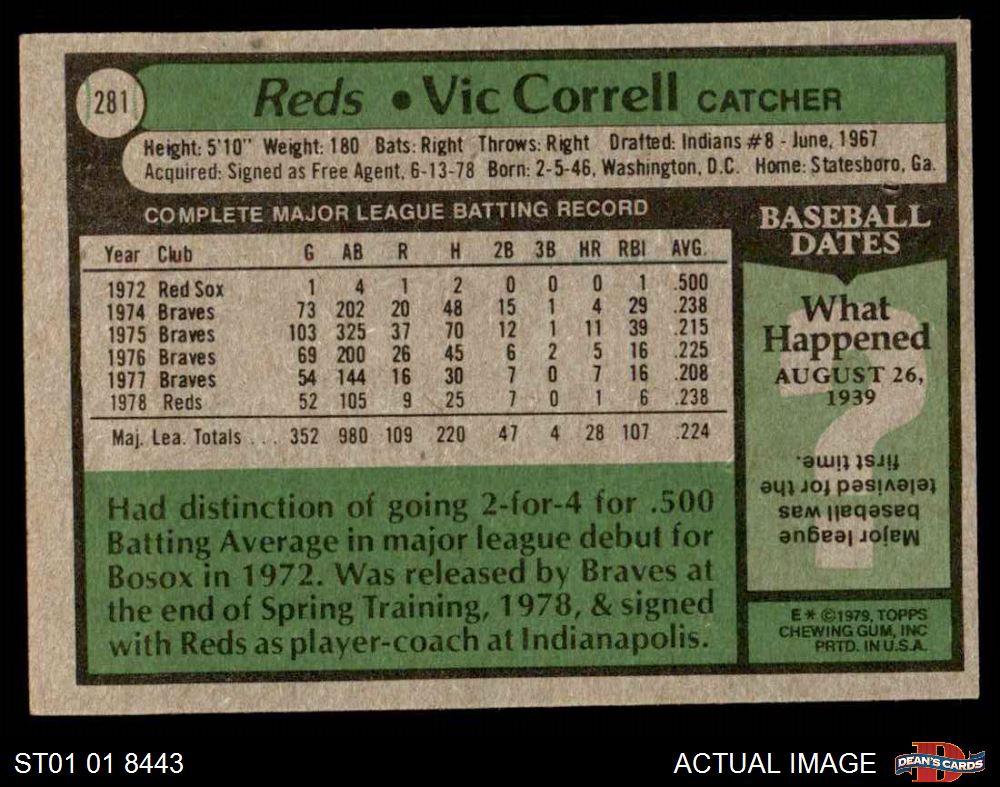 281
Reds • Vic Correll CATCHER
Height: 5'10" Weight: 180 Bats: Right Throws: Right Drafted: Indians #8 - June, 1967
Acquired: Signed as Free Agent, 6-13-78 Born: 2-5-46, Washington, D.C. Home: Statesboro, Ga.
COMPLETE MAJOR LEAGUE BATTING RECORD
Year Club G AB R H 2B 3B HR RBI AVG.
1972 Red Sox 1 4 1 2 0 0 0 1 .500
1974 Braves 73 202 20 48 15 1 4 29 .238
1975 Braves 103 325 37 70 12 1 11 39 .215
1976 Braves 69 200 26 45 6 2 5 16 .225
1977 Braves 54 144 16 30 7 0 7 16 .208
1978 Reds 52 105 9 25 7 0 1 6 .238
Maj. Lea. Totals . . . 352 980 109 220 47 4 28 107 .224
Had distinction of going 2-for-4 for .500
Batting Average in major league debut for
Bosox in 1972. Was released by Braves at
the end of Spring Training, 1978, & signed
with Reds as player-coach at Indianapolis.
BASEBALL
DATES
What
Happened
AUGUST 26,
1939
?
Major league
baseball was
televised for the
first time.
E * ©1979, TOPPS
CHEWING GUM, INC
PRTD. IN U.S.A.
ST01 01 8443
ACTUAL IMAGE
D
DEAN'S CARDS